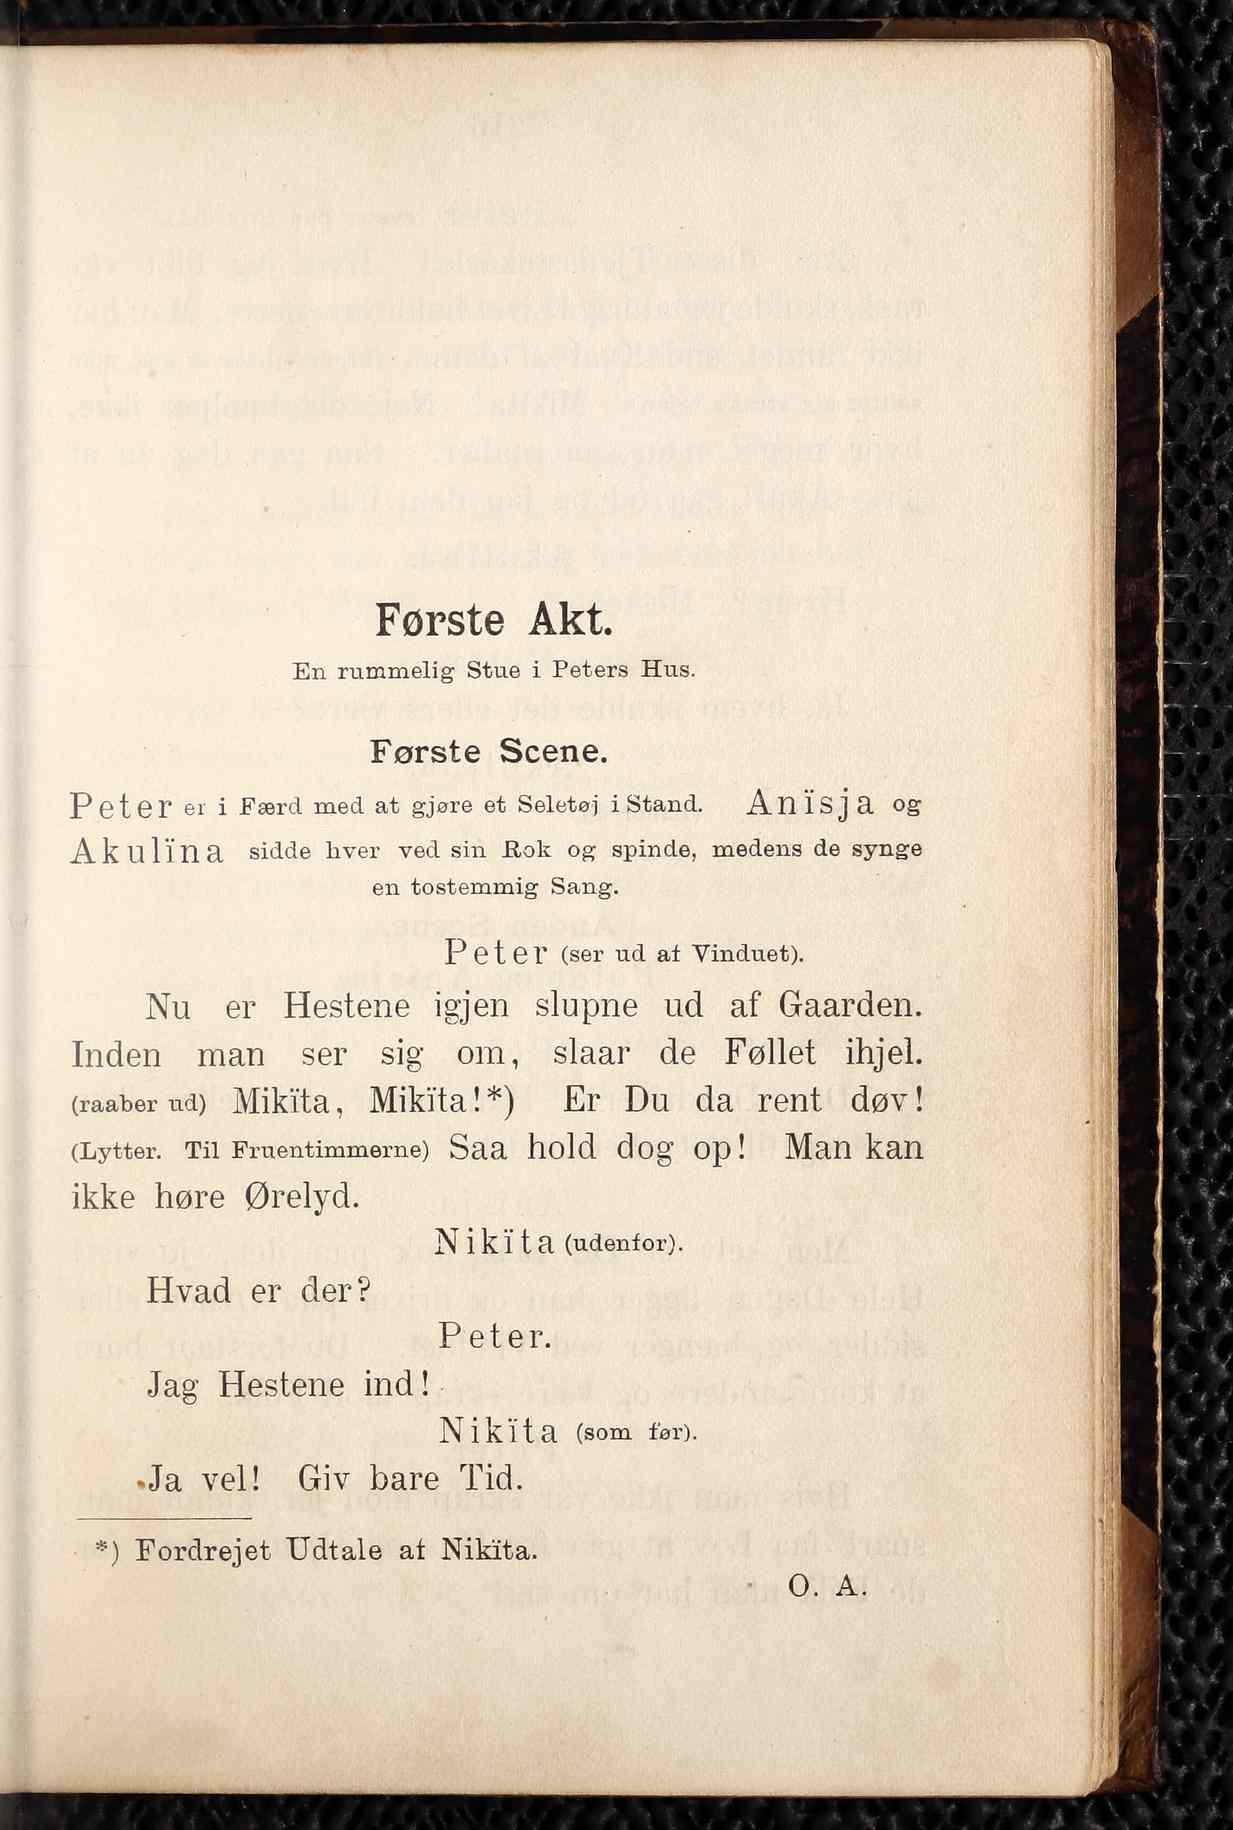 Første Akt.
En rummelig Stue i Peters Hus.
Første Scene.
Peter er i Færd med at gjøre et Seletøj i Stand. Anïsja og
Akulïna sidde hver ved sin Rok og spinde, medens de synge
en tostemmig Sang.
Peter (ser ud af Vinduet).
Nu er Hestene igjen slupne ud af Gaarden.
Inden man ser sig om, slaar de Føllet ihjel.
(raaber ud) Mikïta, Mikïta!*) Er Du da rent døv!
(Lytter. Til Fruentimmerne) Saa hold dog op! Man kan
ikke høre Ørelyd.
Nikïta (udenfor).
Hvad er der?
Peter.
Jag Hestene ind!
Nikïta (som før).
Ja vel! Giv bare Tid.
*) Fordrejet Udtale af Nikïta.
O. A.